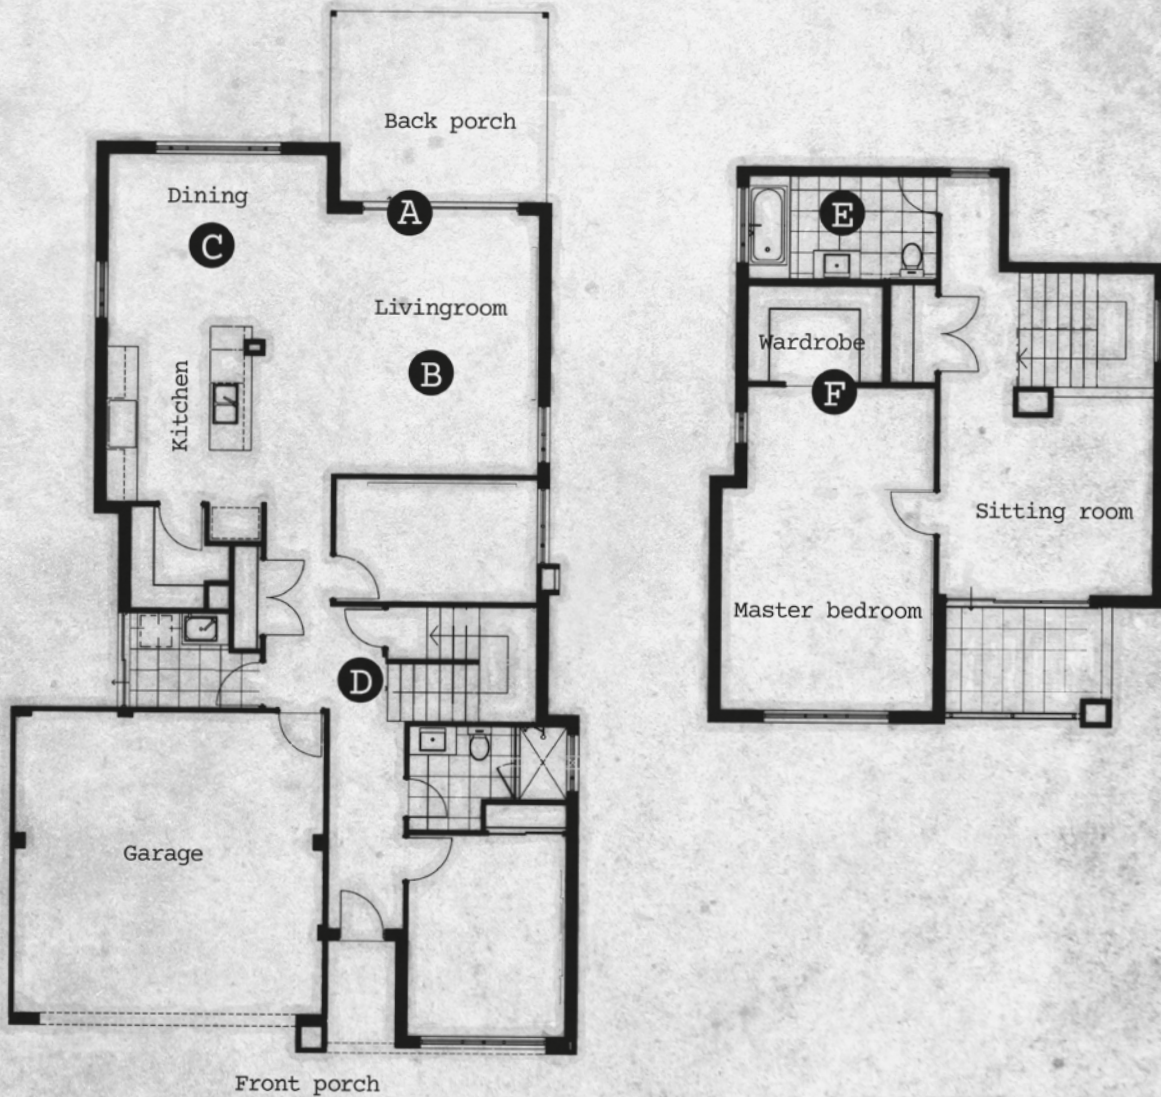 Back porch
Dining
A
C
Livingroom
B
Kitchen
D
Garage
Front porch
E
Wardrobe
F
Sitting room
Master bedroom